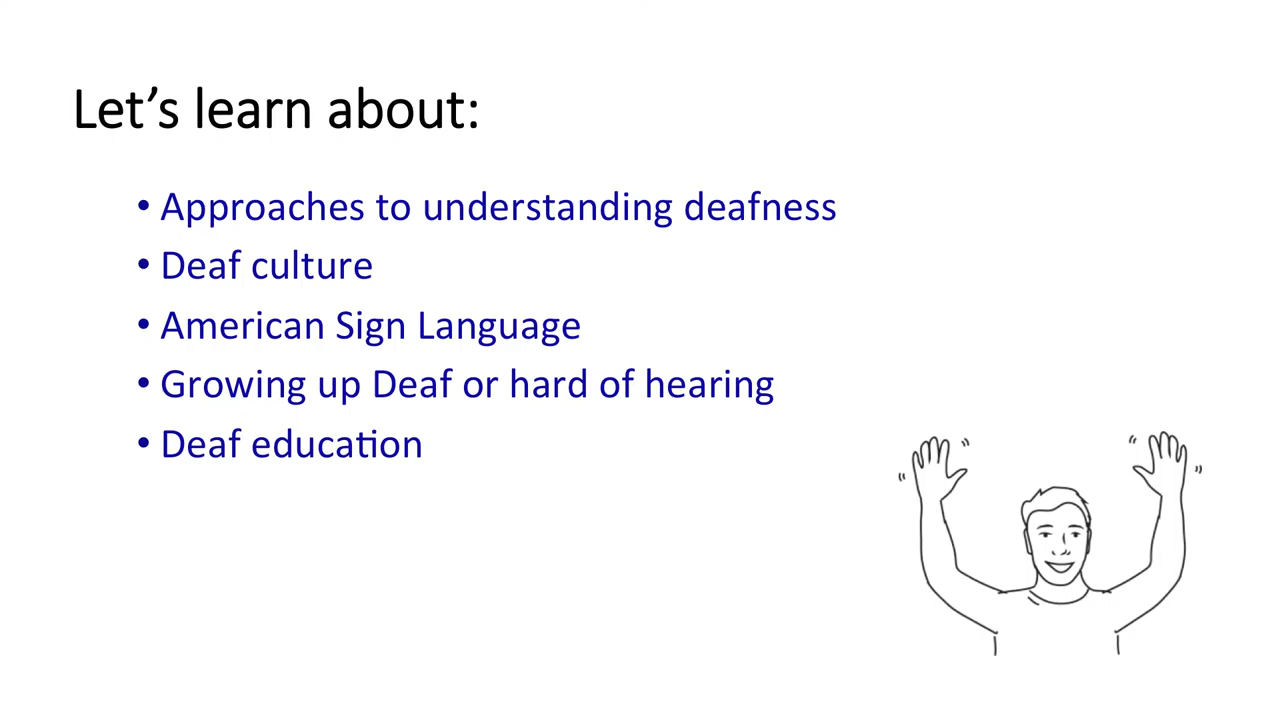 Let’s learn about:
• Approaches to understanding deafness
• Deaf culture
• American Sign Language
• Growing up Deaf or hard of hearing
• Deaf education